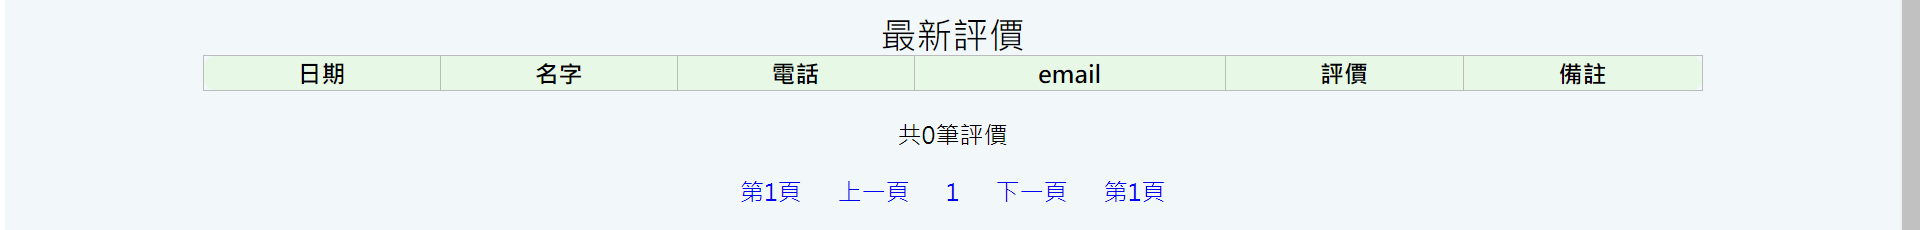 最新評價
日期 名字 電話 email 評價 備註
共0筆評價
第1頁 上一頁 1 下一頁 第1頁